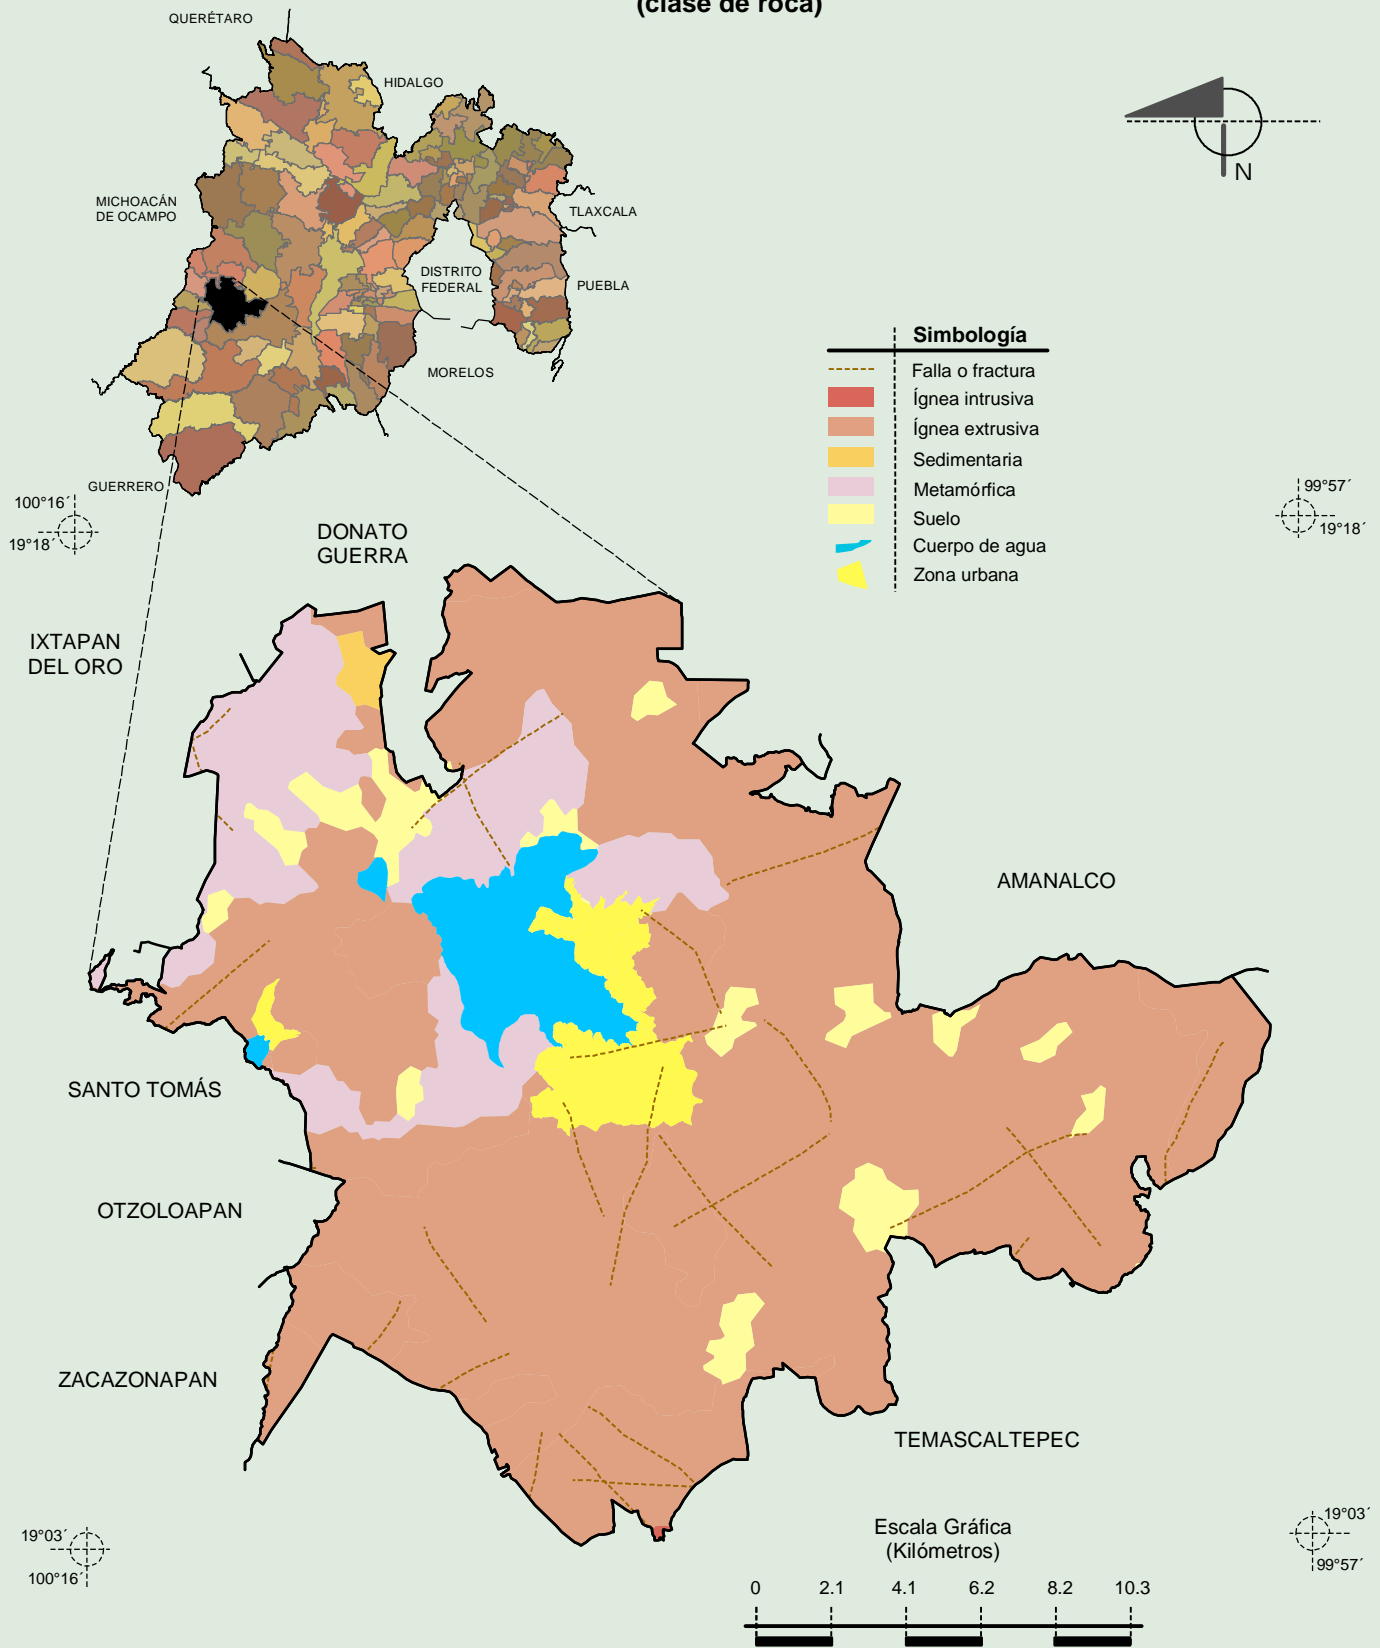 (clase de roca)
QUERÉTARO
HIDALGO
N
MICHOACÁN
DE OCAMPO
TLAXCALA
DISTRITO
FEDERAL
PUEBLA
MORELOS
GUERRERO
Simbología
Falla o fractura
Ígnea intrusiva
Ígnea extrusiva
Sedimentaria
Metamórfica
Suelo
Cuerpo de agua
Zona urbana
100°16´
19°18´
99°57´
19°18´
DONATO
GUERRA
IXTAPAN
DEL ORO
AMANALCO
SANTO TOMÁS
OTZOLOAPAN
ZACAZONAPAN
TEMASCALTEPEC
19°03´
100°16´
19°03´
99°57´
Escala Gráfica
(Kilómetros)
0 2.1 4.1 6.2 8.2 10.3